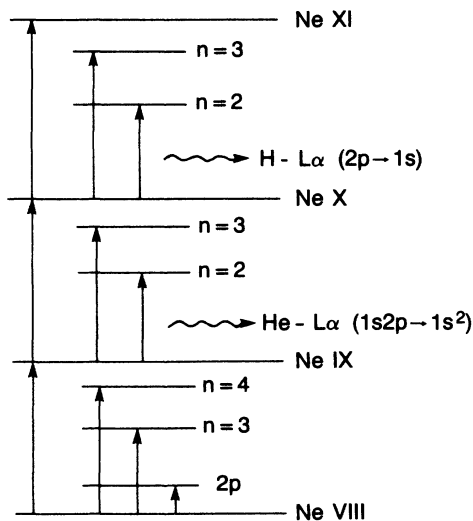 Ne XI
n=3
n=2
H - Lα (2p→1s)
Ne X
n=3
n=2
He - Lα (1s2p→1s²)
Ne IX
n=4
n=3
2p
Ne VIII